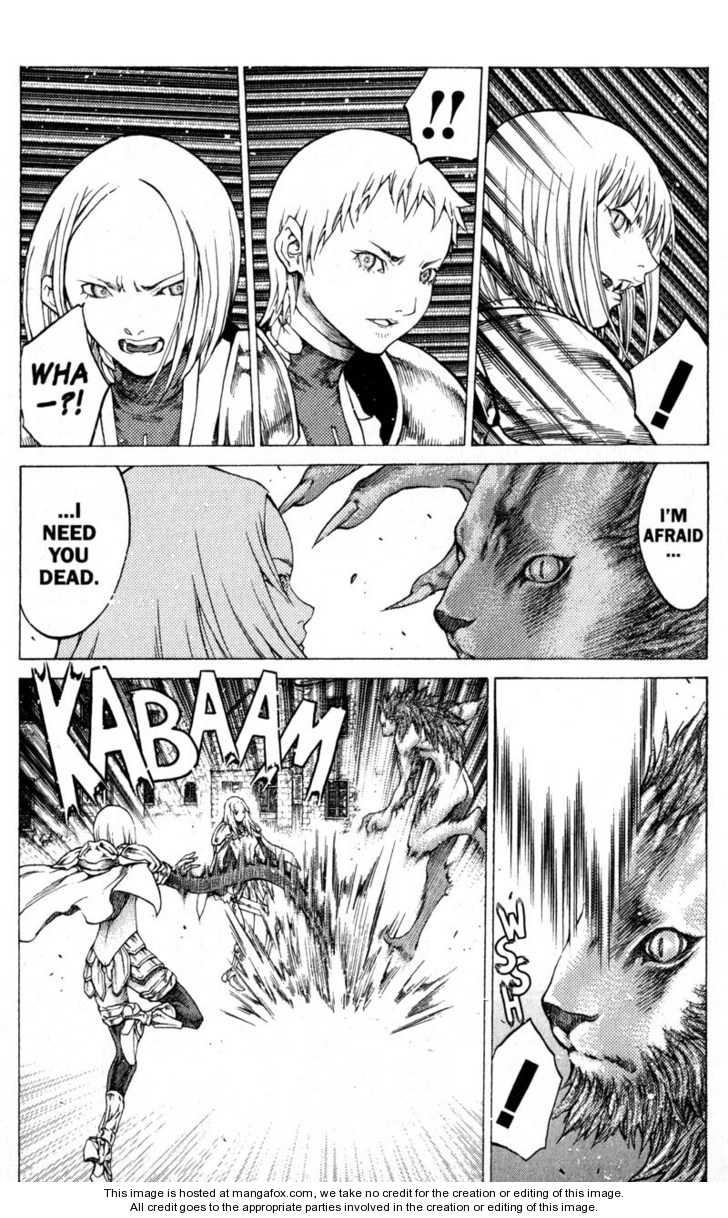 !
!!
WHA
—?!
I'M
AFRAID
...
...I
NEED
YOU
DEAD.
WSSH
!
KABAAM
This image is hosted at mangafox.com, we take no credit for the creation or editing of this image.
All credit goes to the appropriate parties involved in the creation or editing of this image.